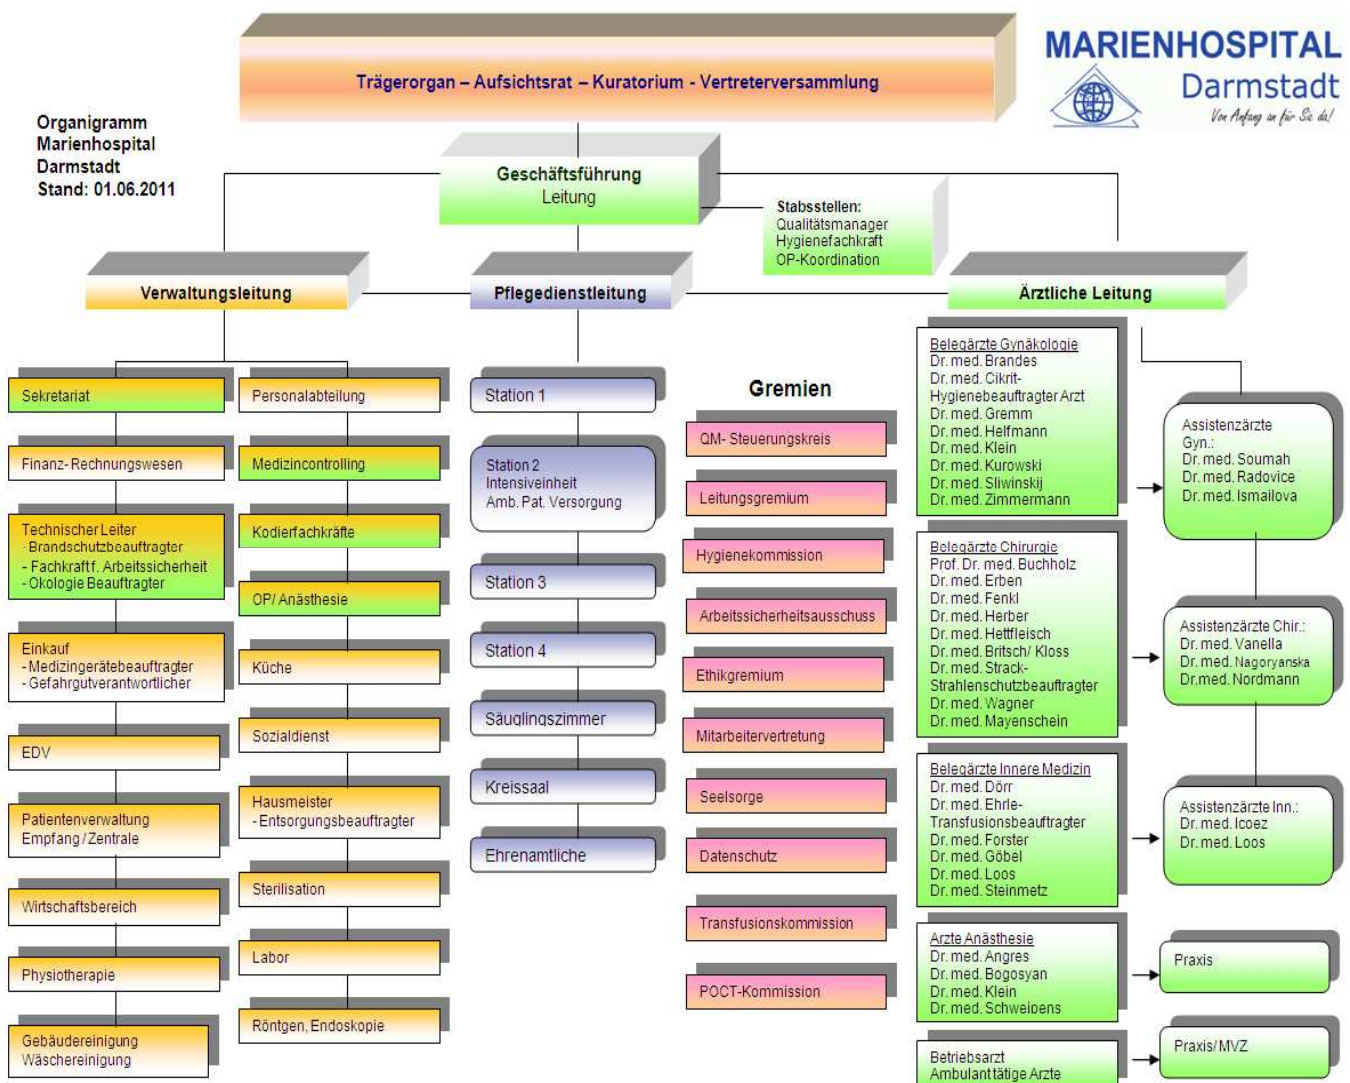 Trägerorgan – Aufsichtsrat – Kuratorium - Vertreterversammlung
MARIENHOSPITAL
Darmstadt
Von Anfang an für Sie da!
Organigramm
Marienhospital
Darmstadt
Stand: 01.06.2011
Geschäftsführung
Leitung
Stabsstellen:
Qualitätsmanager
Hygienefachkraft
OP-Koordination
Verwaltungsleitung
Pflegedienstleitung
Ärztliche Leitung
Sekretariat
Finanz- Rechnungswesen
Technischer Leiter
- Brandschutzbeauftragter
- Fachkraft f. Arbeitssicherheit
- Okologie Beauftragter
Einkauf
- Medizingerätebeauftragter
- Gefahrgutverantwortlicher
EDV
Patientenverwaltung
Empfang / Zentrale
Wirtschaftsbereich
Physiotherapie
Gebäudereinigung
Wäschereinigung
Personalabteilung
Medizincontrolling
Kodierfachkräfte
OP/ Anästhesie
Küche
Sozialdienst
Hausmeister
- Entsorgungsbeauftragter
Sterilisation
Labor
Röntgen, Endoskopie
Station 1
Station 2
Intensiveinheit
Amb. Pat. Versorgung
Station 3
Station 4
Säuglingszimmer
Kreissaal
Ehrenamtliche
Gremien
QM- Steuerungskreis
Leitungsgremium
Hygienekommission
Arbeitssicherheitsausschuss
Ethikgremium
Mitarbeitervertretung
Seelsorge
Datenschutz
Transfusionskommission
POCT-Kommission
Belegärzte Gynäkologie
Dr. med. Brandes
Dr. med. Cikrit-
Hygienebeauftragter Arzt
Dr. med. Gremm
Dr. med. Helfmann
Dr. med. Klein
Dr. med. Kurowski
Dr. med. Sliwinskij
Dr. med. Zimmermann
Belegärzte Chirurgie
Prof. Dr. med. Buchholz
Dr. med. Erben
Dr. med. Fenkl
Dr. med. Herber
Dr. med. Hettfleisch
Dr. med. Britsch/ Kloss
Dr. med. Strack-
Strahlenschutzbeauftragter
Dr. med. Wagner
Dr. med. Mayenschein
Belegärzte Innere Medizin
Dr. med. Dörr
Dr. med. Ehrle-
Transfusionsbeauftragter
Dr. med. Forster
Dr. med. Göbel
Dr. med. Loos
Dr. med. Steinmetz
Arzte Anästhesie
Dr. med. Angres
Dr. med. Bogosyan
Dr. med. Klein
Dr. med. Schweibens
Betriebsarzt
Ambulant tätige Arzte
Assistenzärzte
Gyn.:
Dr. med. Soumah
Dr. med. Radovice
Dr. med. Ismailova
Assistenzärzte Chir.:
Dr. med. Vanella
Dr. med. Nagoryanska
Dr.med. Nordmann
Assistenzärzte Inn.:
Dr. med. Icoez
Dr. med. Loos
Praxis
Praxis/ MVZ